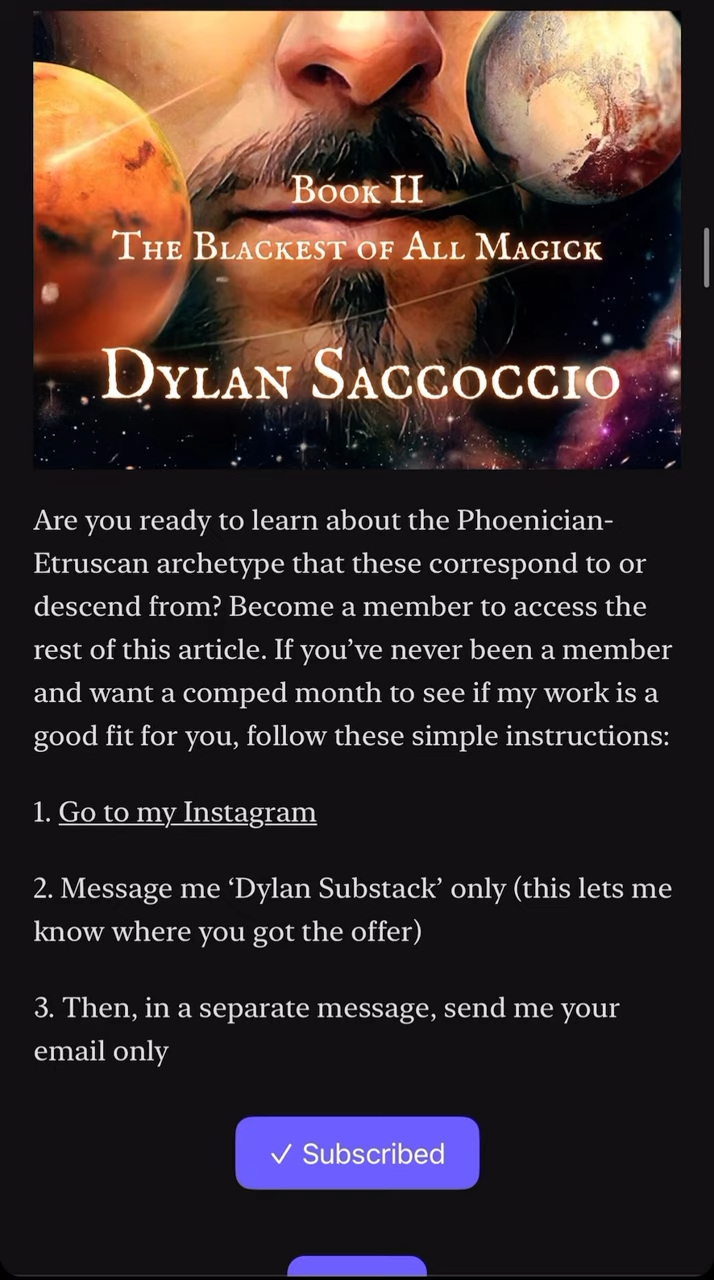 Book II
The Blackest of All Magick
Dylan Saccoccio
Are you ready to learn about the Phoenician-
Etruscan archetype that these correspond to or
descend from? Become a member to access the
rest of this article. If you’ve never been a member
and want a comped month to see if my work is a
good fit for you, follow these simple instructions:
1. Go to my Instagram
2. Message me ‘Dylan Substack’ only (this lets me
know where you got the offer)
3. Then, in a separate message, send me your
email only
✓ Subscribed